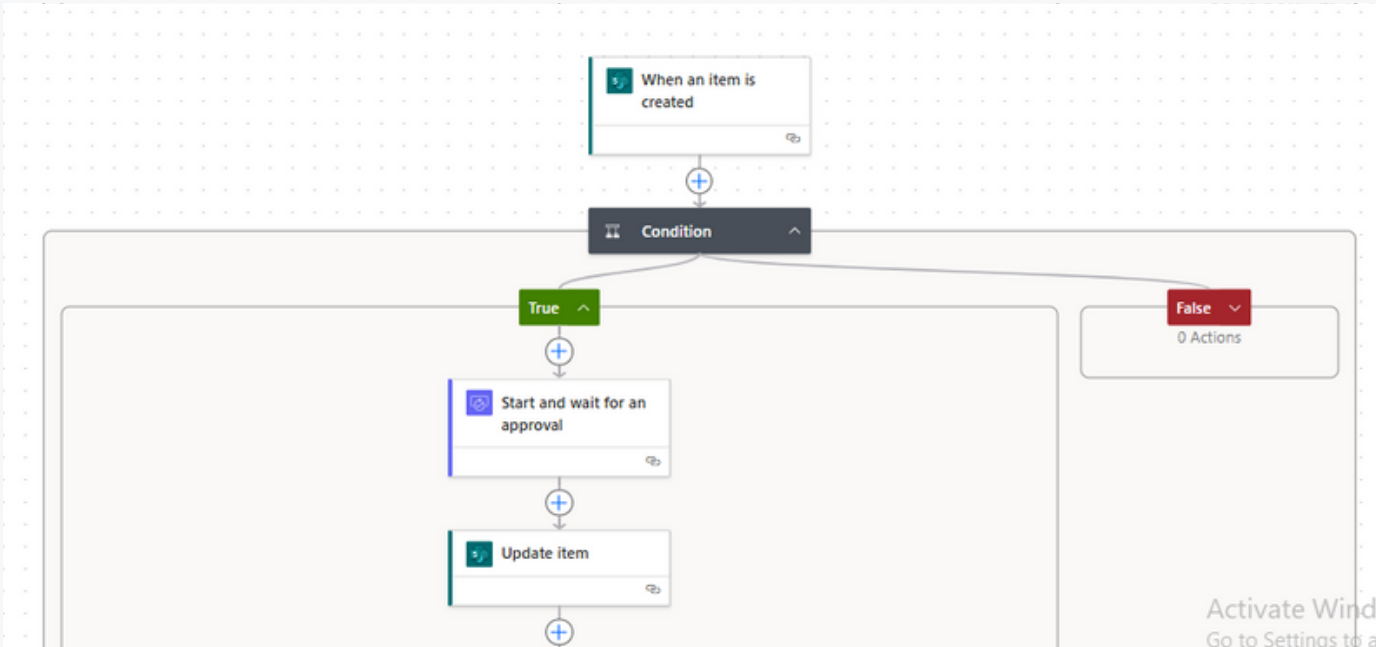 When an item is
created
Condition
True
False
0 Actions
Start and wait for an
approval
Update item
Activate Wind
Go to Settings to a